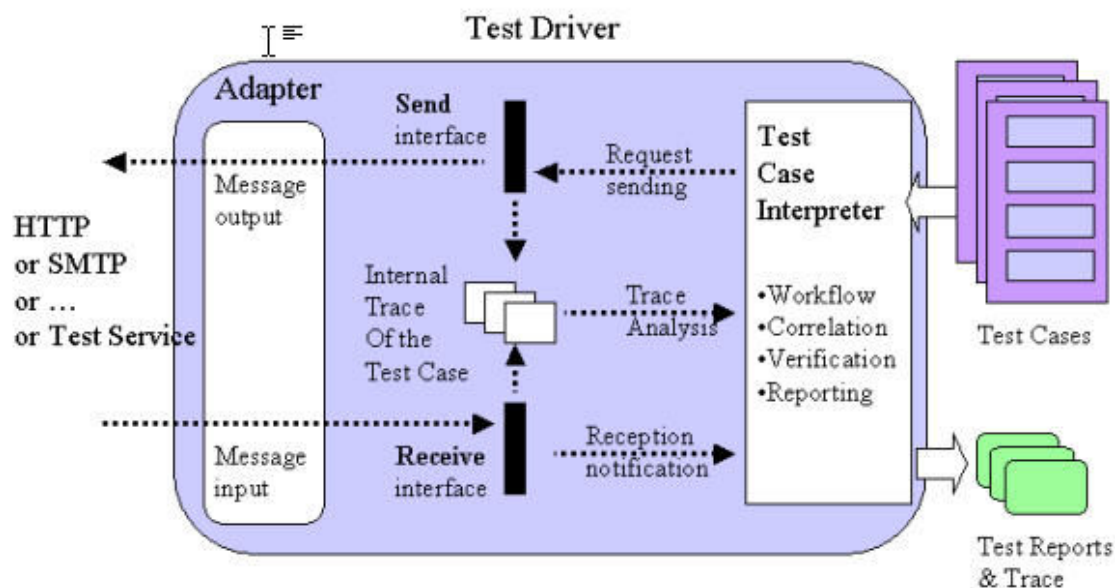 Test Driver
Adapter
Send
interface
Message
output
Request
sending
Test
Case
Interpreter
HTTP
or SMTP
or …
or Test Service
Internal
Trace
Of the
Test Case
Trace
Analysis
•Workflow
•Correlation
•Verification
•Reporting
Test Cases
Message
input
Receive
interface
Reception
notification
Test Reports
& Trace